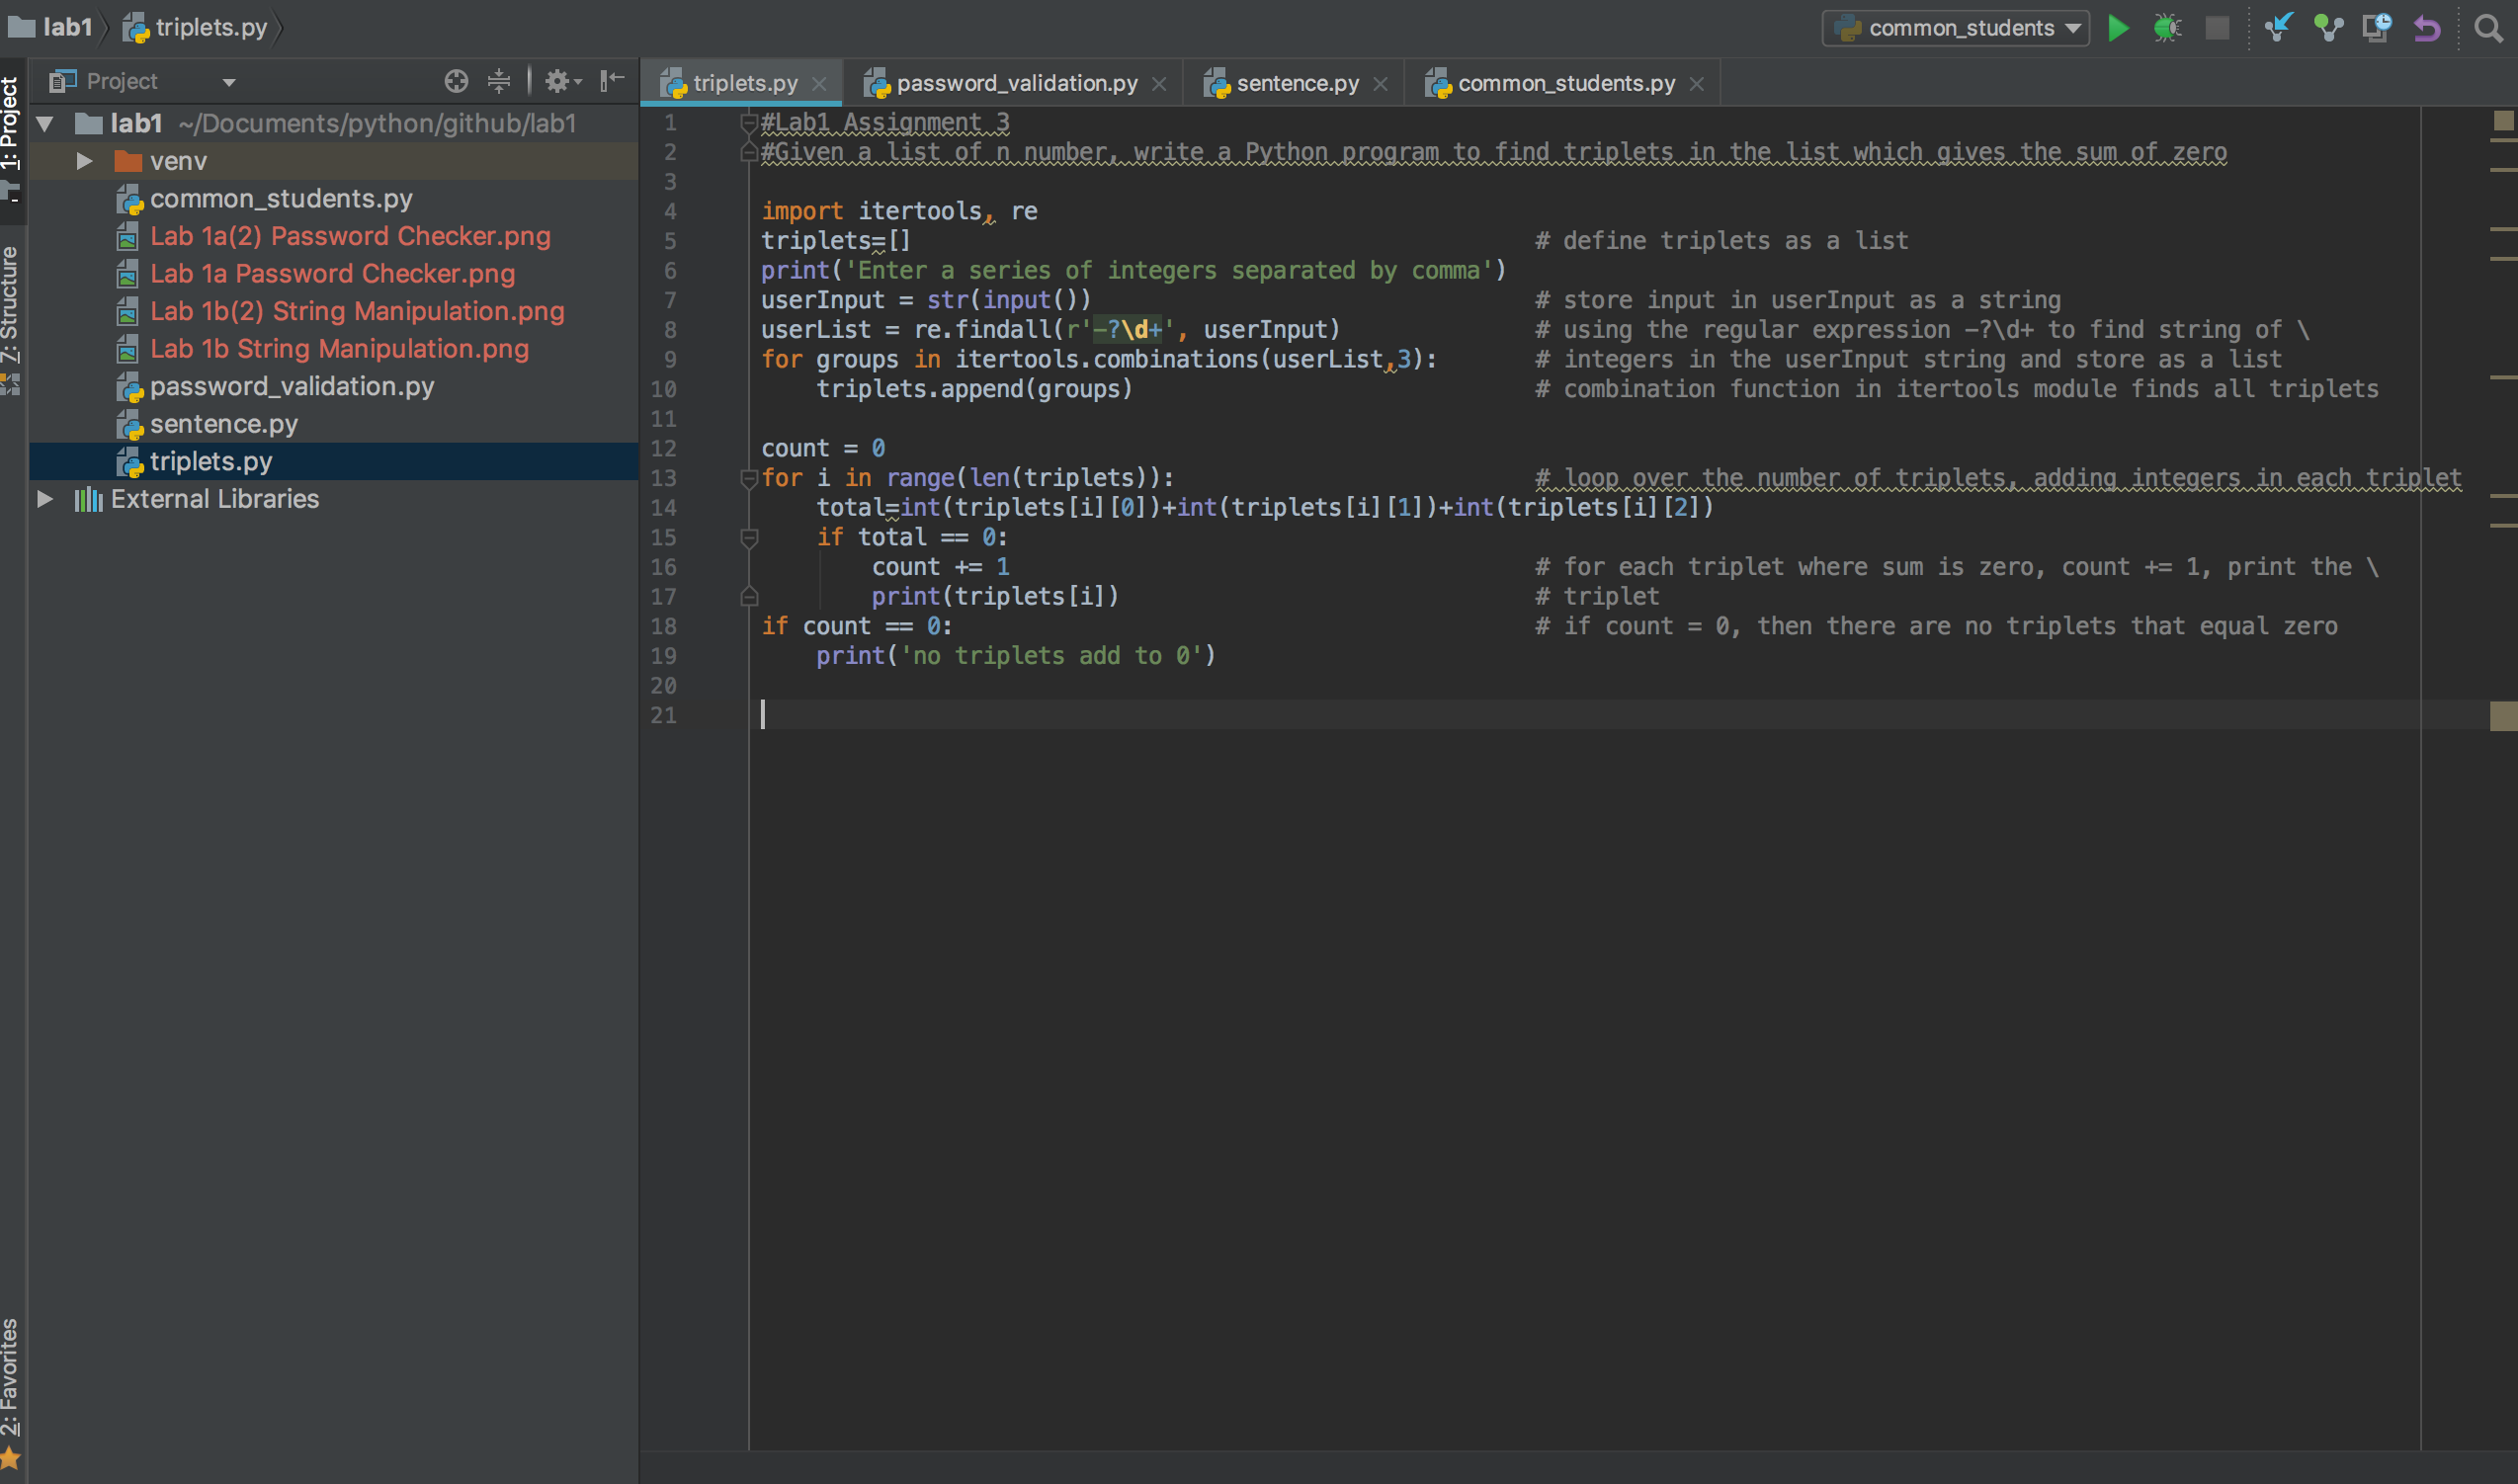 lab1 triplets.py common_students
1: Project
7: Structure
2: Favorites
Project
lab1 ~/Documents/python/github/lab1
venv
common_students.py
Lab 1a(2) Password Checker.png
Lab 1a Password Checker.png
Lab 1b(2) String Manipulation.png
Lab 1b String Manipulation.png
password_validation.py
sentence.py
triplets.py
External Libraries
triplets.py password_validation.py sentence.py common_students.py
1 #Lab1 Assignment 3
2 #Given a list of n number, write a Python program to find triplets in the list which gives the sum of zero
3
4 import itertools, re
5 triplets=[] # define triplets as a list
6 print('Enter a series of integers separated by comma')
7 userInput = str(input()) # store input in userInput as a string
8 userList = re.findall(r'-?\d+', userInput) # using the regular expression -?\d+ to find string of \
9 for groups in itertools.combinations(userList,3): # integers in the userInput string and store as a list
10 triplets.append(groups) # combination function in itertools module finds all triplets
11
12 count = 0
13 for i in range(len(triplets)): # loop over the number of triplets, adding integers in each triplet
14 total=int(triplets[i][0])+int(triplets[i][1])+int(triplets[i][2])
15 if total == 0:
16 count += 1 # for each triplet where sum is zero, count += 1, print the \
17 print(triplets[i]) # triplet
18 if count == 0: # if count = 0, then there are no triplets that equal zero
19 print('no triplets add to 0')
20
21